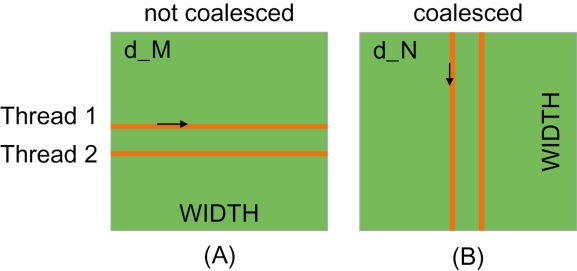 not coalesced
coalesced
d_M
d_N
Thread 1
Thread 2
WIDTH
WIDTH
(A)
(B)